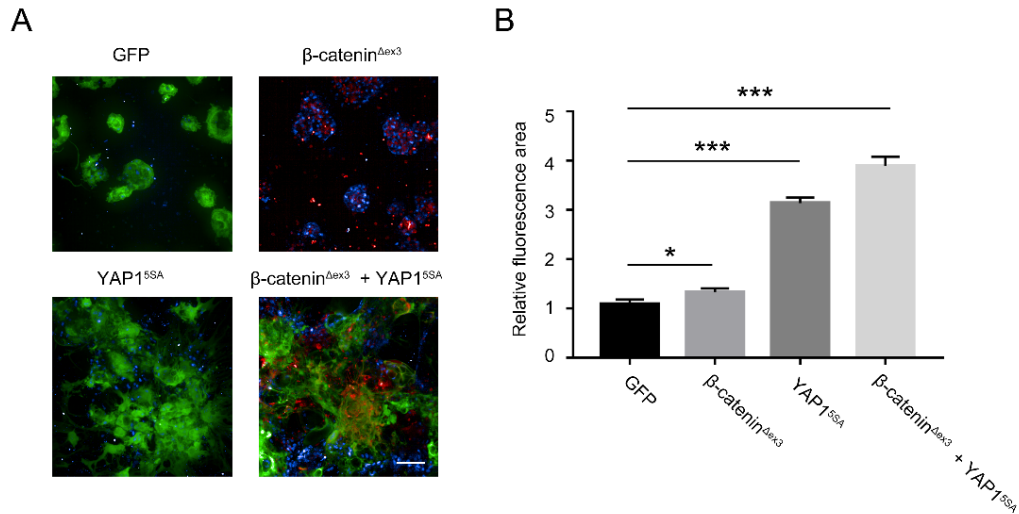 A
GFP
β-catenin^Δex3
YAP1^5SA
β-catenin^Δex3 + YAP1^5SA
B
Relative fluorescence area
5
4
3
2
1
0
***
***
*
GFP
β-catenin^Δex3
YAP1^5SA
β-catenin^Δex3 + YAP1^5SA